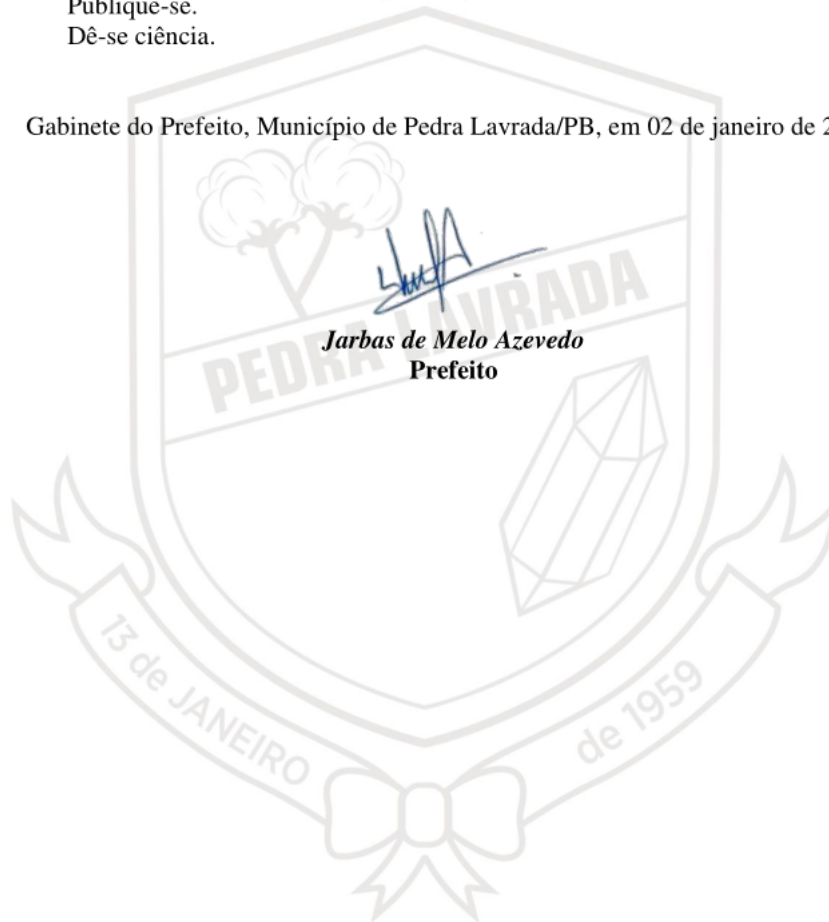 Publique-se.
Dê-se ciência.
Gabinete do Prefeito, Município de Pedra Lavrada/PB, em 02 de janeiro de 2
PEDRA LAVRADA
Jarbas de Melo Azevedo
Prefeito
13 de JANEIRO
de 1959